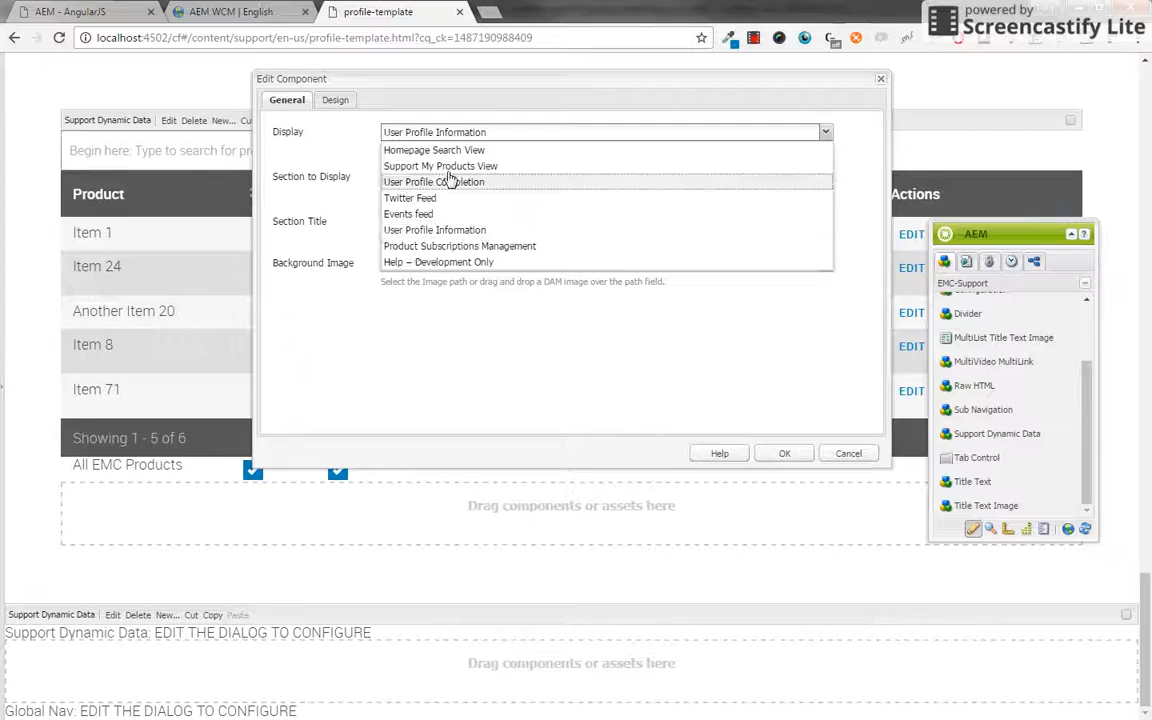 AEM - AngularJS
AEM WCM | English
profile-template
powered by
Screencastify Lite
localhost:4502/cf#/content/support/en-us/profile-template.html?cq_ck=1487190988409
Edit Component
General
Design
Support Dynamic Data
Edit
Delete
New...
Display
User Profile Information
Homepage Search View
Support My Products View
User Profile Completion
Twitter Feed
Events feed
User Profile Information
Product Subscriptions Management
Help – Development Only
Section to Display
Section Title
Background Image
Select the Image path or drag and drop a DAM image over the path field.
Begin here: Type to search for
Product
Actions
Item 1
EDIT
Item 24
EDIT
Another Item 20
EDIT
Item 8
EDIT
Item 71
EDIT
Showing 1 - 5 of 6
All EMC Products
Help
OK
Cancel
AEM
EMC-Support
Divider
MultiList Title Text Image
MultiVideo MultiLink
Raw HTML
Sub Navigation
Support Dynamic Data
Tab Control
Title Text
Title Text Image
Drag components or assets here
Support Dynamic Data
Edit
Delete
New...
Cut
Copy
Paste
Support Dynamic Data: EDIT THE DIALOG TO CONFIGURE
Drag components or assets here
Global Nav: EDIT THE DIALOG TO CONFIGURE